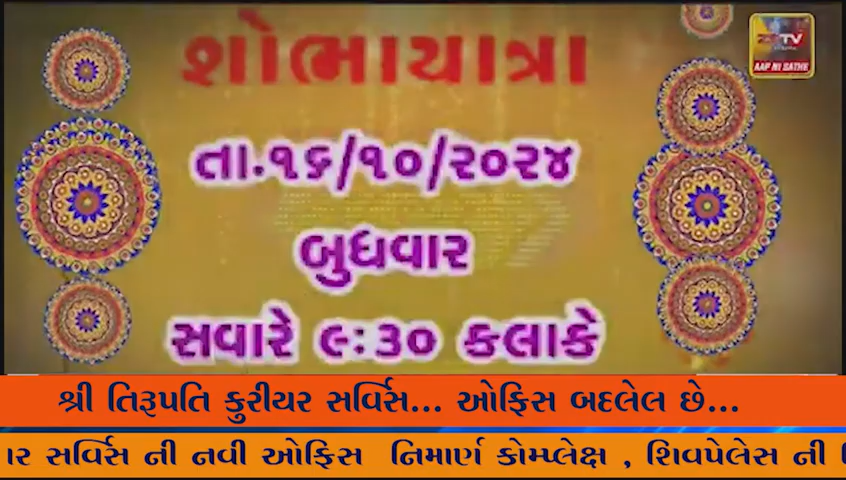 શોભાયાત્રા
તા.૧૬/૧૦/૨૦૨૪
બુધવાર
સવારે ૯:૩૦ કલાકે
TV
AAP NI SATHE
શ્રી તિરૂપતિ કુરીયર સર્વિસ... ઓફિસ બદલેલ છે...
સર્વિસ ની નવી ઓફિસ નિમાર્ણ કોમ્પ્લેક્ષ , શિવપેલેસ ની